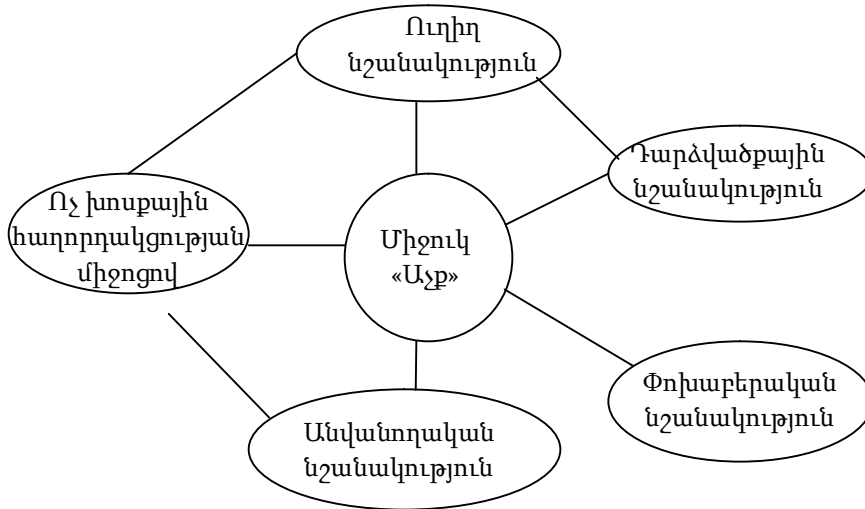 Ուղիղ
նշանակություն
Դարձվածքային
նշանակություն
Ոչ խոսքային
հաղորդակցության
միջոցով
Միջուկ
«Աչք»
Փոխաբերական
նշանակություն
Անվանողական
նշանակություն